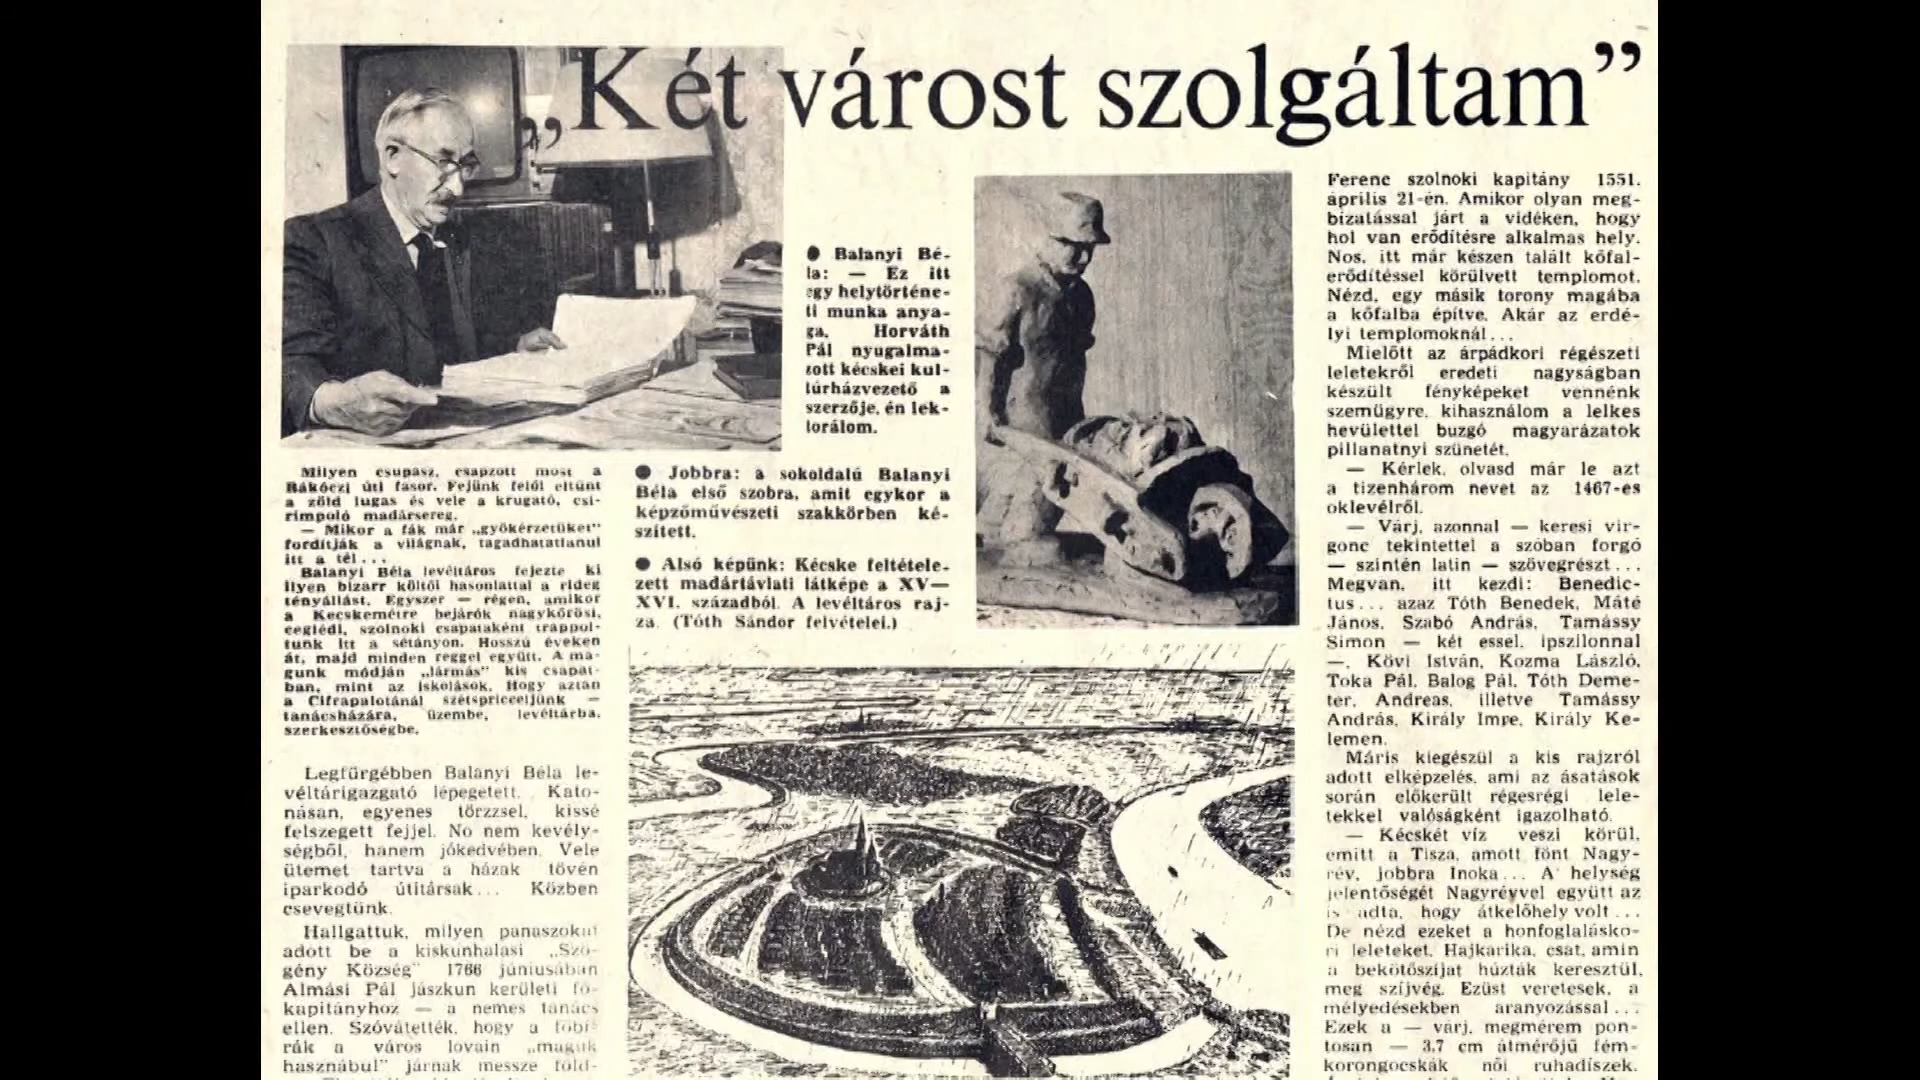 „Két várost szolgáltam”
● Balanyi Bé-
la: — Ez itt
egy helytörténe-
ti munka anya-
ga. Horváth
Pál nyugalma-
zott kécskei kul-
túrházvezető a
szerzője, én lek-
torálom.
● Jobbra: a sokoldalú Balanyi
Béla első szobra, amit egykor a
képzőművészeti szakkörben ké-
szített.
● Alsó képünk: Kécske feltétele-
zett madártávlati látképe a XV—
XVI. századból. A levéltáros raj-
za. (Tóth Sándor felvételei.)
Milyen csupasz, csapzott most a
Rákóczi úti fasor. Fejünk felől eltűnt
a zöld lugas és vele a krugató, csi-
rimpoló madársereg.
— Mikor a fák már „gyökérzetüket”
fordítják a világnak, tagadhatatlanul
itt a tél...
Balanyi Béla levéltáros fejezte ki
ilyen bizarr költői hasonlattal a rideg
tényállást. Egyszer — régen, amikor
a Kecskemétre bejárók nagykőrösi,
ceglédi, szolnoki csapataként trappol-
tunk itt a sétányon. Hosszú éveken
át, majd minden reggel együtt. A ma-
gunk módján „lármás” kis csapat-
ban, mint az iskolások. Hogy aztán
a Cifrapalotánál szétspriccelljünk —
tanácsházára, üzembe, levéltárba,
szerkesztőségbe.
Legfürgébben Balanyi Béla le-
véltárigazgató lépegetett. Kato-
násan, egyenes törzzsel, kissé
felszegett fejjel. No nem kevély-
ségből, hanem jókedvében. Vele
ütemet tartva a házak tövén
iparkodó útitársak... Közben
csevegtünk.
Hallgattuk, milyen panaszokat
adott be a kiskunhalasi „Szö-
gény Község” 1766 júniusában
Almási Pál jászkun kerületi fő-
kapitányhoz — a nemes tanács
ellen. Szóvátették, hogy a főbí-
rák a város lovain „maguk
hasznábul” járnak messze föld-
Ferenc szolnoki kapitány 1551.
április 21-én. Amikor olyan meg-
bízatással járt a vidéken, hogy
hol van erődítésre alkalmas hely.
Nos, itt már készen talált kőfal-
erődítéssel körülvett templomot.
Nézd, egy másik torony magába
a kőfalba építve. Akár az erdé-
lyi templomoknál...
Mielőtt az árpádkori régészeti
leletekről eredeti nagyságban
készült fényképeket vennénk
szemügyre, kihasználom a lelkes
hevülettel buzgó magyarázatok
pillanatnyi szünetét.
— Kérlek, olvasd már le azt
a tizenhárom nevet az 1467-es
oklevélről.
— Várj, azonnal — keresi vir-
gonc tekintettel a szóban forgó
— szintén latin — szövegrészt...
Megvan, itt kezdi: Benedic-
tus... azaz Tóth Benedek, Máté
János, Szabó András, Tamássy
Simon — két essel, ipszilonnal
—, Kövi István, Kozma László,
Toka Pál, Balog Pál, Tóth Deme-
ter, Andreas, illetve Tamássy
András, Király Imre, Király Ke-
lemen.
Máris kiegészül a kis rajzról
adott elképzelés, ami az ásatások
során előkerült régesrégi lele-
tekkel valóságként igazolható.
— Kécskét víz veszi körül,
emitt a Tisza, amott fönt Nagy-
rév, jobbra Inoka... A helység
jelentőségét Nagyrévvel együtt az
is adta, hogy átkelőhely volt...
De nézd ezeket a honfoglalásko-
ri leleteket. Hajkarika, csat, amin
a bekötőszíjat húzták keresztül,
meg szíjvég. Ezüst veretesek, a
mélyedésekben aranyozással...
Ezek a — várj, megmérem pon-
tosan — 3,7 cm átmérőjű fém-
korongocskák női ruhadíszek.